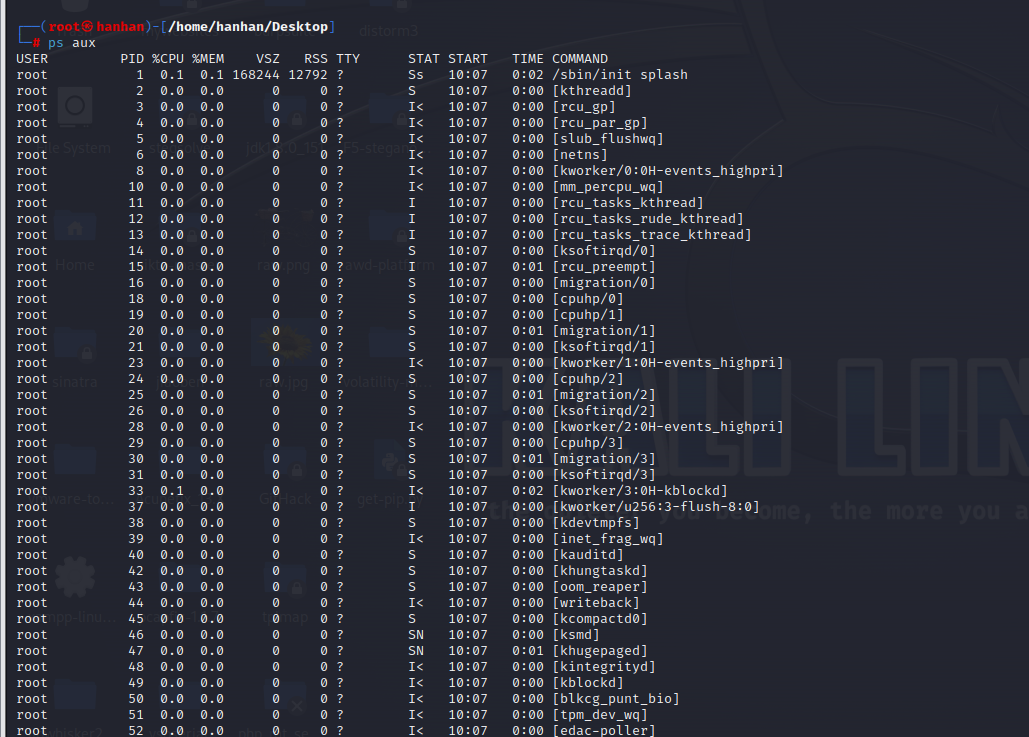 ┌──(root㉿hanhan)-[/home/hanhan/Desktop]
└─# ps aux
USER PID %CPU %MEM VSZ RSS TTY STAT START TIME COMMAND
root 1 0.1 0.1 168244 12792 ? Ss 10:07 0:02 /sbin/init splash
root 2 0.0 0.0 0 0 ? S 10:07 0:00 [kthreadd]
root 3 0.0 0.0 0 0 ? I< 10:07 0:00 [rcu_gp]
root 4 0.0 0.0 0 0 ? I< 10:07 0:00 [rcu_par_gp]
root 5 0.0 0.0 0 0 ? I< 10:07 0:00 [slub_flushwq]
root 6 0.0 0.0 0 0 ? I< 10:07 0:00 [netns]
root 8 0.0 0.0 0 0 ? I< 10:07 0:00 [kworker/0:0H-events_highpri]
root 10 0.0 0.0 0 0 ? I< 10:07 0:00 [mm_percpu_wq]
root 11 0.0 0.0 0 0 ? I 10:07 0:00 [rcu_tasks_kthread]
root 12 0.0 0.0 0 0 ? I 10:07 0:00 [rcu_tasks_rude_kthread]
root 13 0.0 0.0 0 0 ? I 10:07 0:00 [rcu_tasks_trace_kthread]
root 14 0.0 0.0 0 0 ? S 10:07 0:00 [ksoftirqd/0]
root 15 0.0 0.0 0 0 ? I 10:07 0:01 [rcu_preempt]
root 16 0.0 0.0 0 0 ? S 10:07 0:00 [migration/0]
root 18 0.0 0.0 0 0 ? S 10:07 0:00 [cpuhp/0]
root 19 0.0 0.0 0 0 ? S 10:07 0:00 [cpuhp/1]
root 20 0.0 0.0 0 0 ? S 10:07 0:01 [migration/1]
root 21 0.0 0.0 0 0 ? S 10:07 0:00 [ksoftirqd/1]
root 23 0.0 0.0 0 0 ? I< 10:07 0:00 [kworker/1:0H-events_highpri]
root 24 0.0 0.0 0 0 ? S 10:07 0:00 [cpuhp/2]
root 25 0.0 0.0 0 0 ? S 10:07 0:01 [migration/2]
root 26 0.0 0.0 0 0 ? S 10:07 0:00 [ksoftirqd/2]
root 28 0.0 0.0 0 0 ? I< 10:07 0:00 [kworker/2:0H-events_highpri]
root 29 0.0 0.0 0 0 ? S 10:07 0:00 [cpuhp/3]
root 30 0.0 0.0 0 0 ? S 10:07 0:01 [migration/3]
root 31 0.0 0.0 0 0 ? S 10:07 0:00 [ksoftirqd/3]
root 33 0.1 0.0 0 0 ? I< 10:07 0:02 [kworker/3:0H-kblockd]
root 37 0.0 0.0 0 0 ? I 10:07 0:00 [kworker/u256:3-flush-8:0]
root 38 0.0 0.0 0 0 ? S 10:07 0:00 [kdevtmpfs]
root 39 0.0 0.0 0 0 ? I< 10:07 0:00 [inet_frag_wq]
root 40 0.0 0.0 0 0 ? S 10:07 0:00 [kauditd]
root 42 0.0 0.0 0 0 ? S 10:07 0:00 [khungtaskd]
root 43 0.0 0.0 0 0 ? S 10:07 0:00 [oom_reaper]
root 44 0.0 0.0 0 0 ? I< 10:07 0:00 [writeback]
root 45 0.0 0.0 0 0 ? S 10:07 0:00 [kcompactd0]
root 46 0.0 0.0 0 0 ? SN 10:07 0:00 [ksmd]
root 47 0.0 0.0 0 0 ? SN 10:07 0:01 [khugepaged]
root 48 0.0 0.0 0 0 ? I< 10:07 0:00 [kintegrityd]
root 49 0.0 0.0 0 0 ? I< 10:07 0:00 [kblockd]
root 50 0.0 0.0 0 0 ? I< 10:07 0:00 [blkcg_punt_bio]
root 51 0.0 0.0 0 0 ? I< 10:07 0:00 [tpm_dev_wq]
root 52 0.0 0.0 0 0 ? I< 10:07 0:00 [edac-poller]